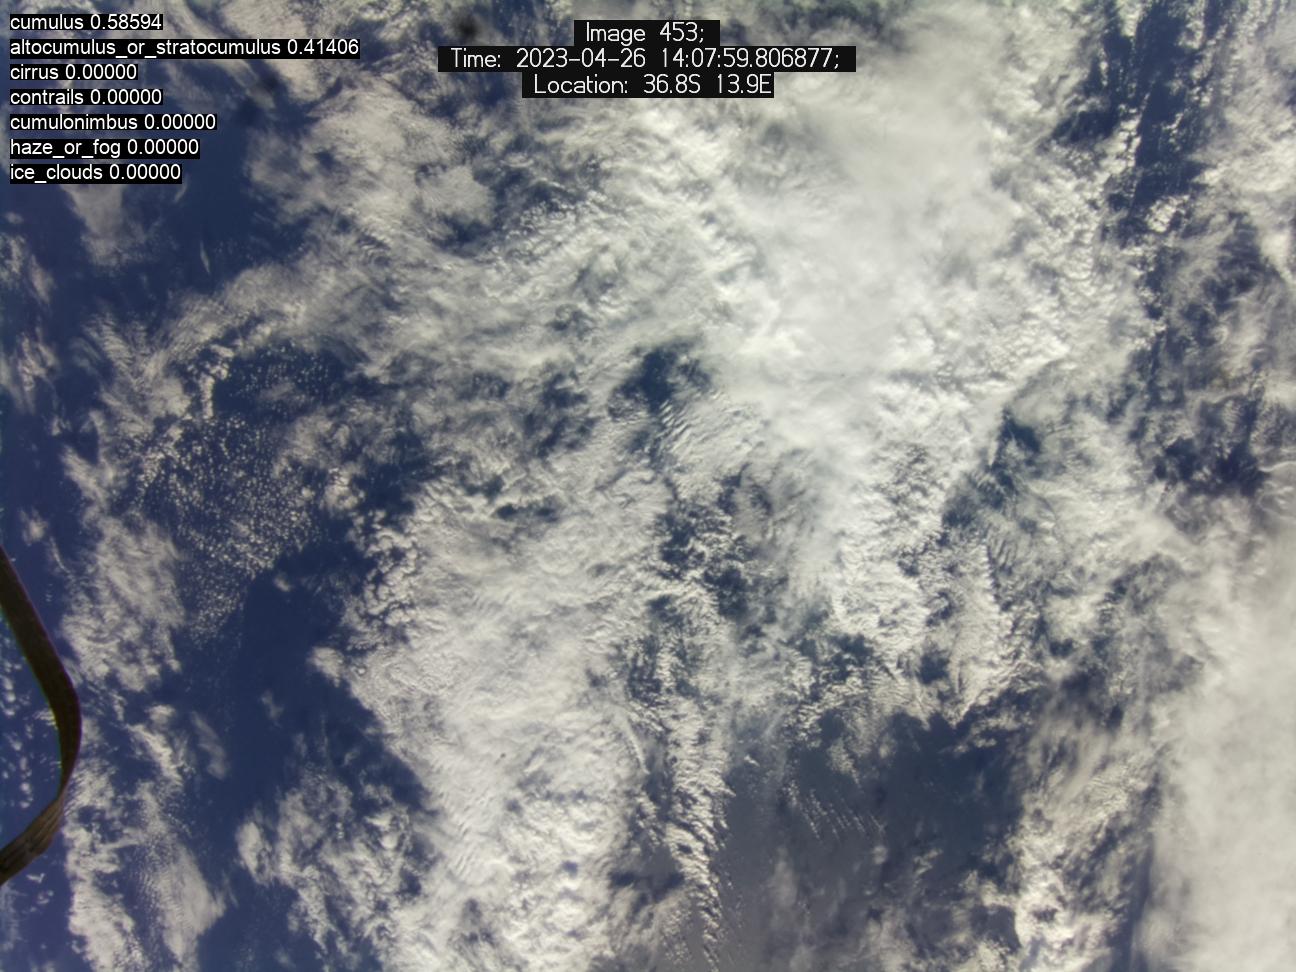 cumulus 0.58594
altocumulus_or_stratocumulus 0.41406
cirrus 0.00000
contrails 0.00000
cumulonimbus 0.00000
haze_or_fog 0.00000
ice_clouds 0.00000
Image 453;
Time: 2023-04-26 14:07:59.806877;
Location: 36.8S 13.9E